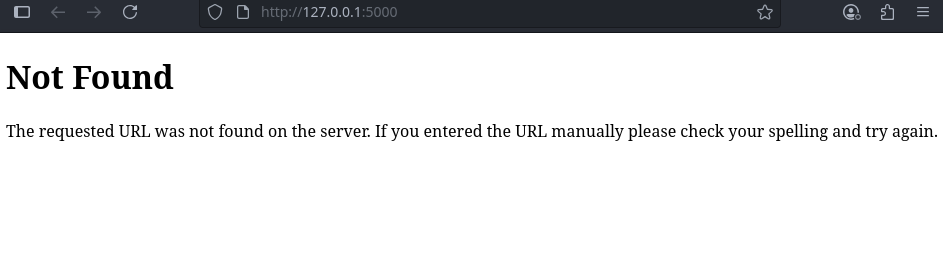 http://127.0.0.1:5000
Not Found
The requested URL was not found on the server. If you entered the URL manually please check your spelling and try again.